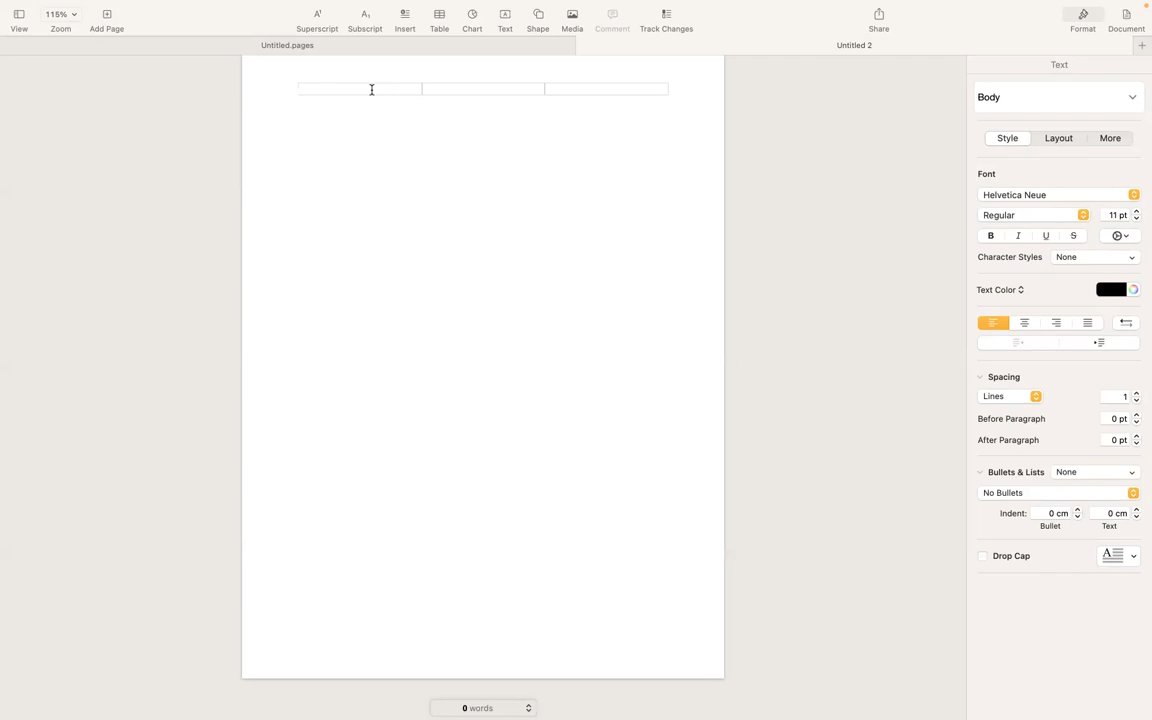 115%
View
Zoom
Add Page
Superscript
Subscript
Insert
Table
Chart
Text
Shape
Media
Comment
Track Changes
Share
Format
Document
Untitled.pages
Untitled 2
Text
Body
Style
Layout
More
Font
Helvetica Neue
Regular
11 pt
B I U S
Character Styles
None
Text Color
Spacing
Lines
1
Before Paragraph
0 pt
After Paragraph
0 pt
Bullets & Lists
None
No Bullets
Indent:
0 cm
0 cm
Bullet
Text
Drop Cap
0 words